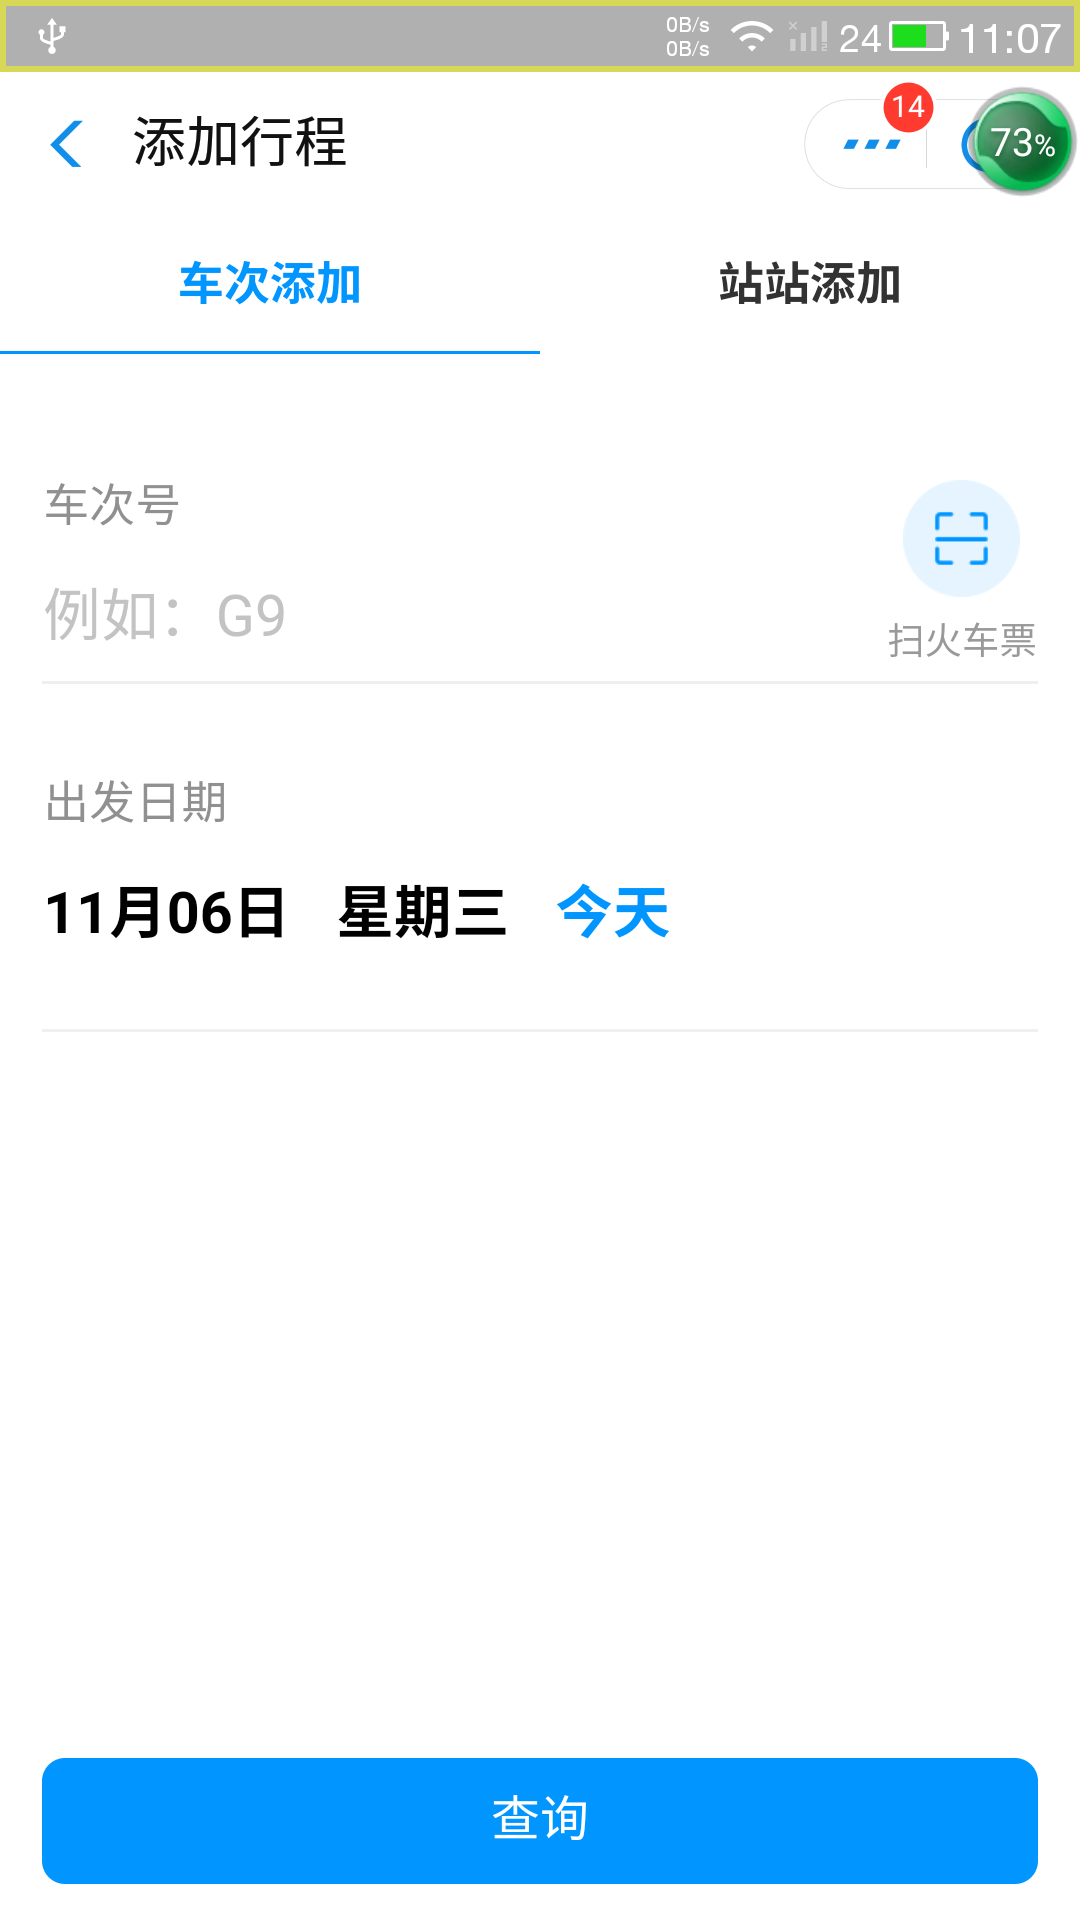 0B/s
0B/s
24
11:07
添加行程
14
73%
车次添加
站站添加
车次号
例如：G9
扫火车票
出发日期
11月06日 星期三 今天
查询